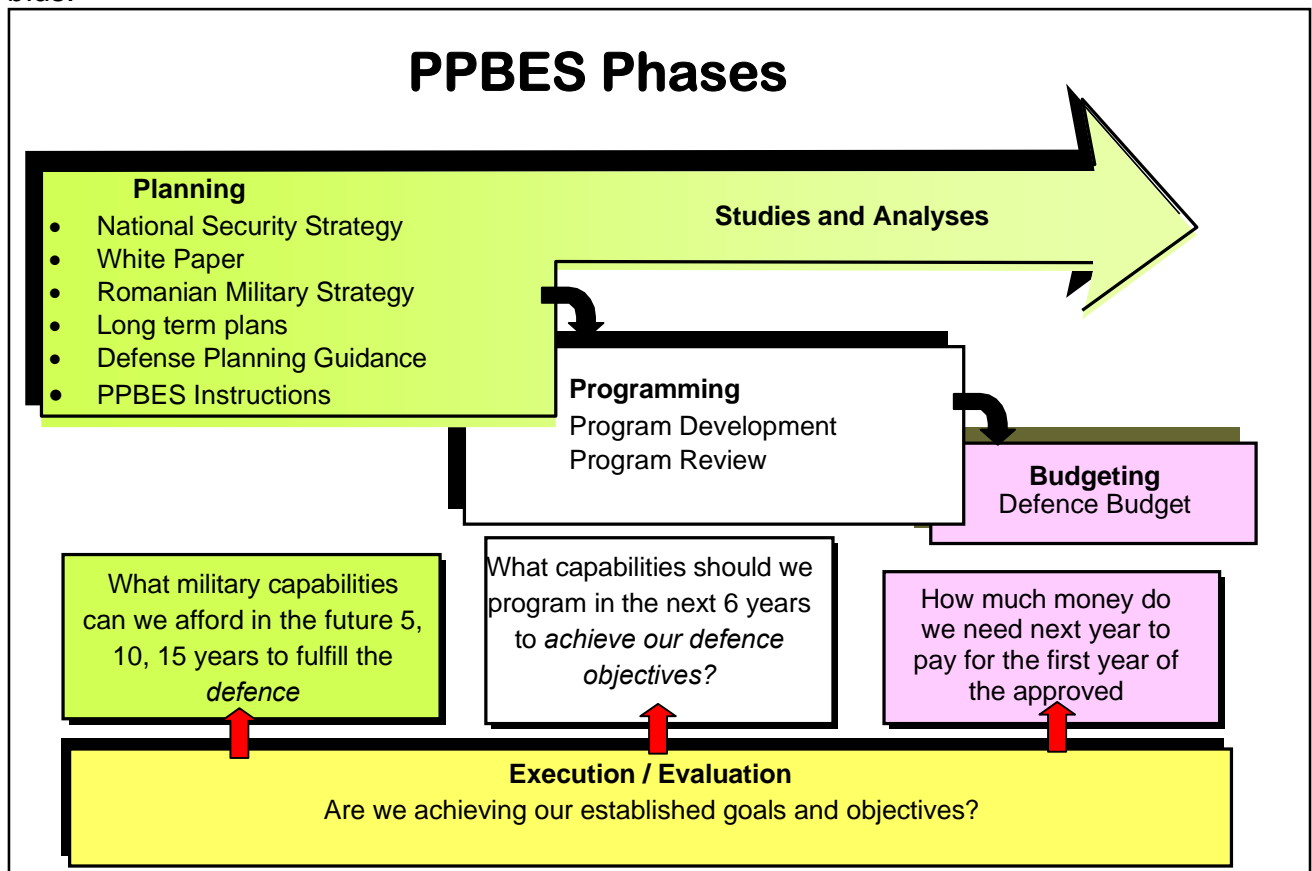 PPBES Phases
Planning
• National Security Strategy
• White Paper
• Romanian Military Strategy
• Long term plans
• Defense Planning Guidance
• PPBES Instructions
Studies and Analyses
Programming
Program Development
Program Review
Budgeting
Defence Budget
What military capabilities
can we afford in the future 5,
10, 15 years to fulfill the
defence
What capabilities should we
program in the next 6 years
to achieve our defence
objectives?
How much money do
we need next year to
pay for the first year of
the approved
Execution / Evaluation
Are we achieving our established goals and objectives?